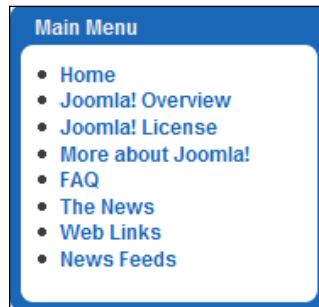 Main Menu
Home
Joomla! Overview
Joomla! License
More about Joomla!
FAQ
The News
Web Links
News Feeds